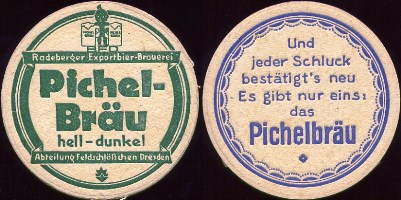 Radeberger Exportbier-Brauerei
Pichel-
Bräu
hell-dunkel
Abteilung Feldschlößchen Dresden
Und
jeder Schluck
bestätigt's neu
Es gibt nur eins:
das
Pichelbräu